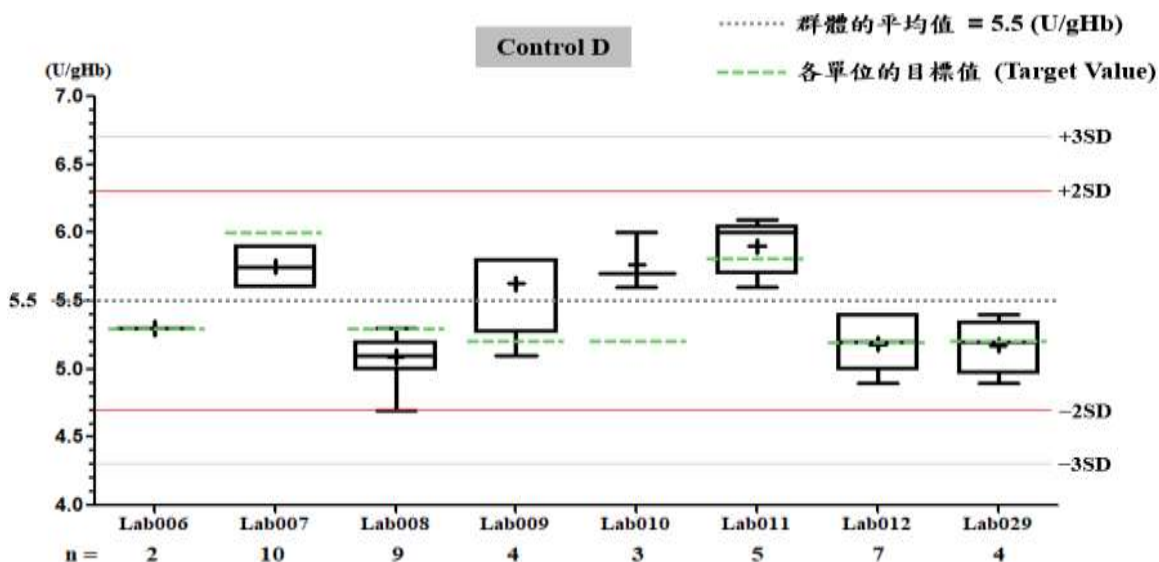 群體的平均值 = 5.5 (U/gHb)
Control D
各單位的目標值 (Target Value)
(U/gHb)
7.0
+3SD
6.5
+2SD
6.0
5.5 5.5
5.0
−2SD
4.5
−3SD
4.0
Lab006 Lab007 Lab008 Lab009 Lab010 Lab011 Lab012 Lab029
n = 2 10 9 4 3 5 7 4